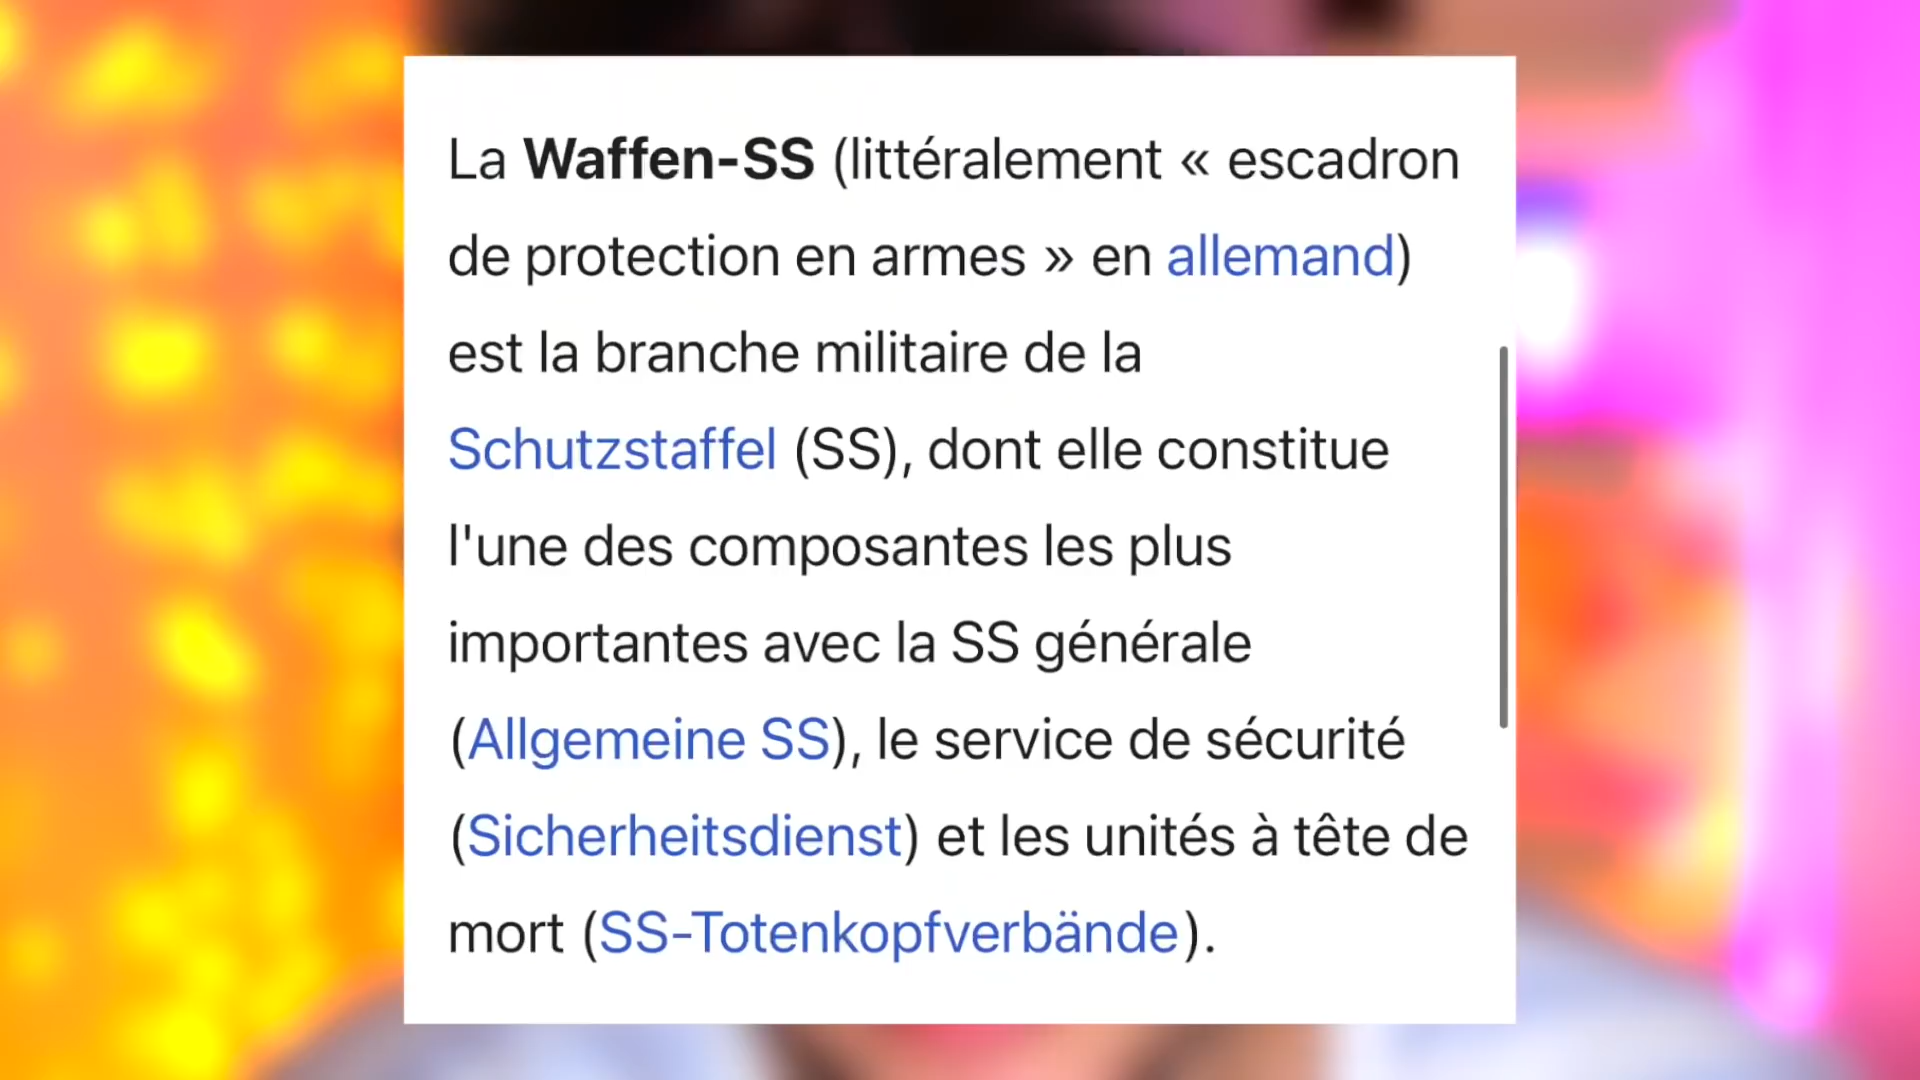 La Waffen-SS (littéralement « escadron
de protection en armes » en allemand)
est la branche militaire de la
Schutzstaffel (SS), dont elle constitue
l'une des composantes les plus
importantes avec la SS générale
(Allgemeine SS), le service de sécurité
(Sicherheitsdienst) et les unités à tête de
mort (SS-Totenkopfverbände).